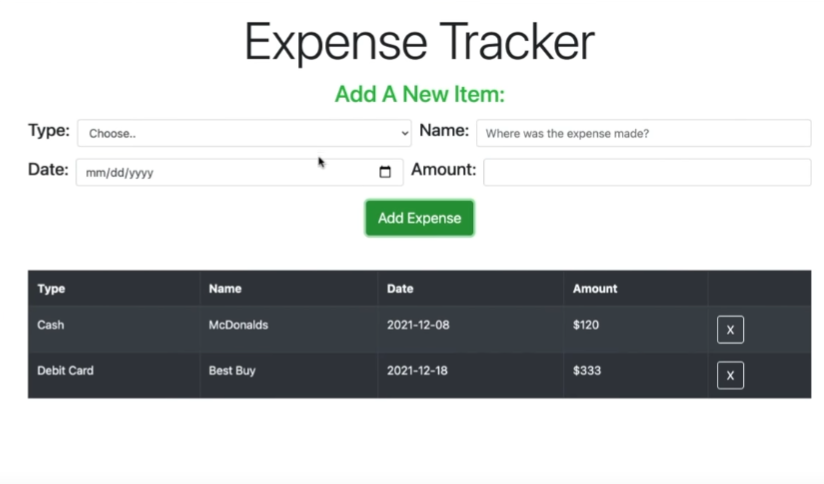 Expense Tracker
Add A New Item:
Type: Choose.. Name: Where was the expense made?
Date: mm/dd/yyyy Amount:
Add Expense
Type Name Date Amount
Cash McDonalds 2021-12-08 $120 X
Debit Card Best Buy 2021-12-18 $333 X